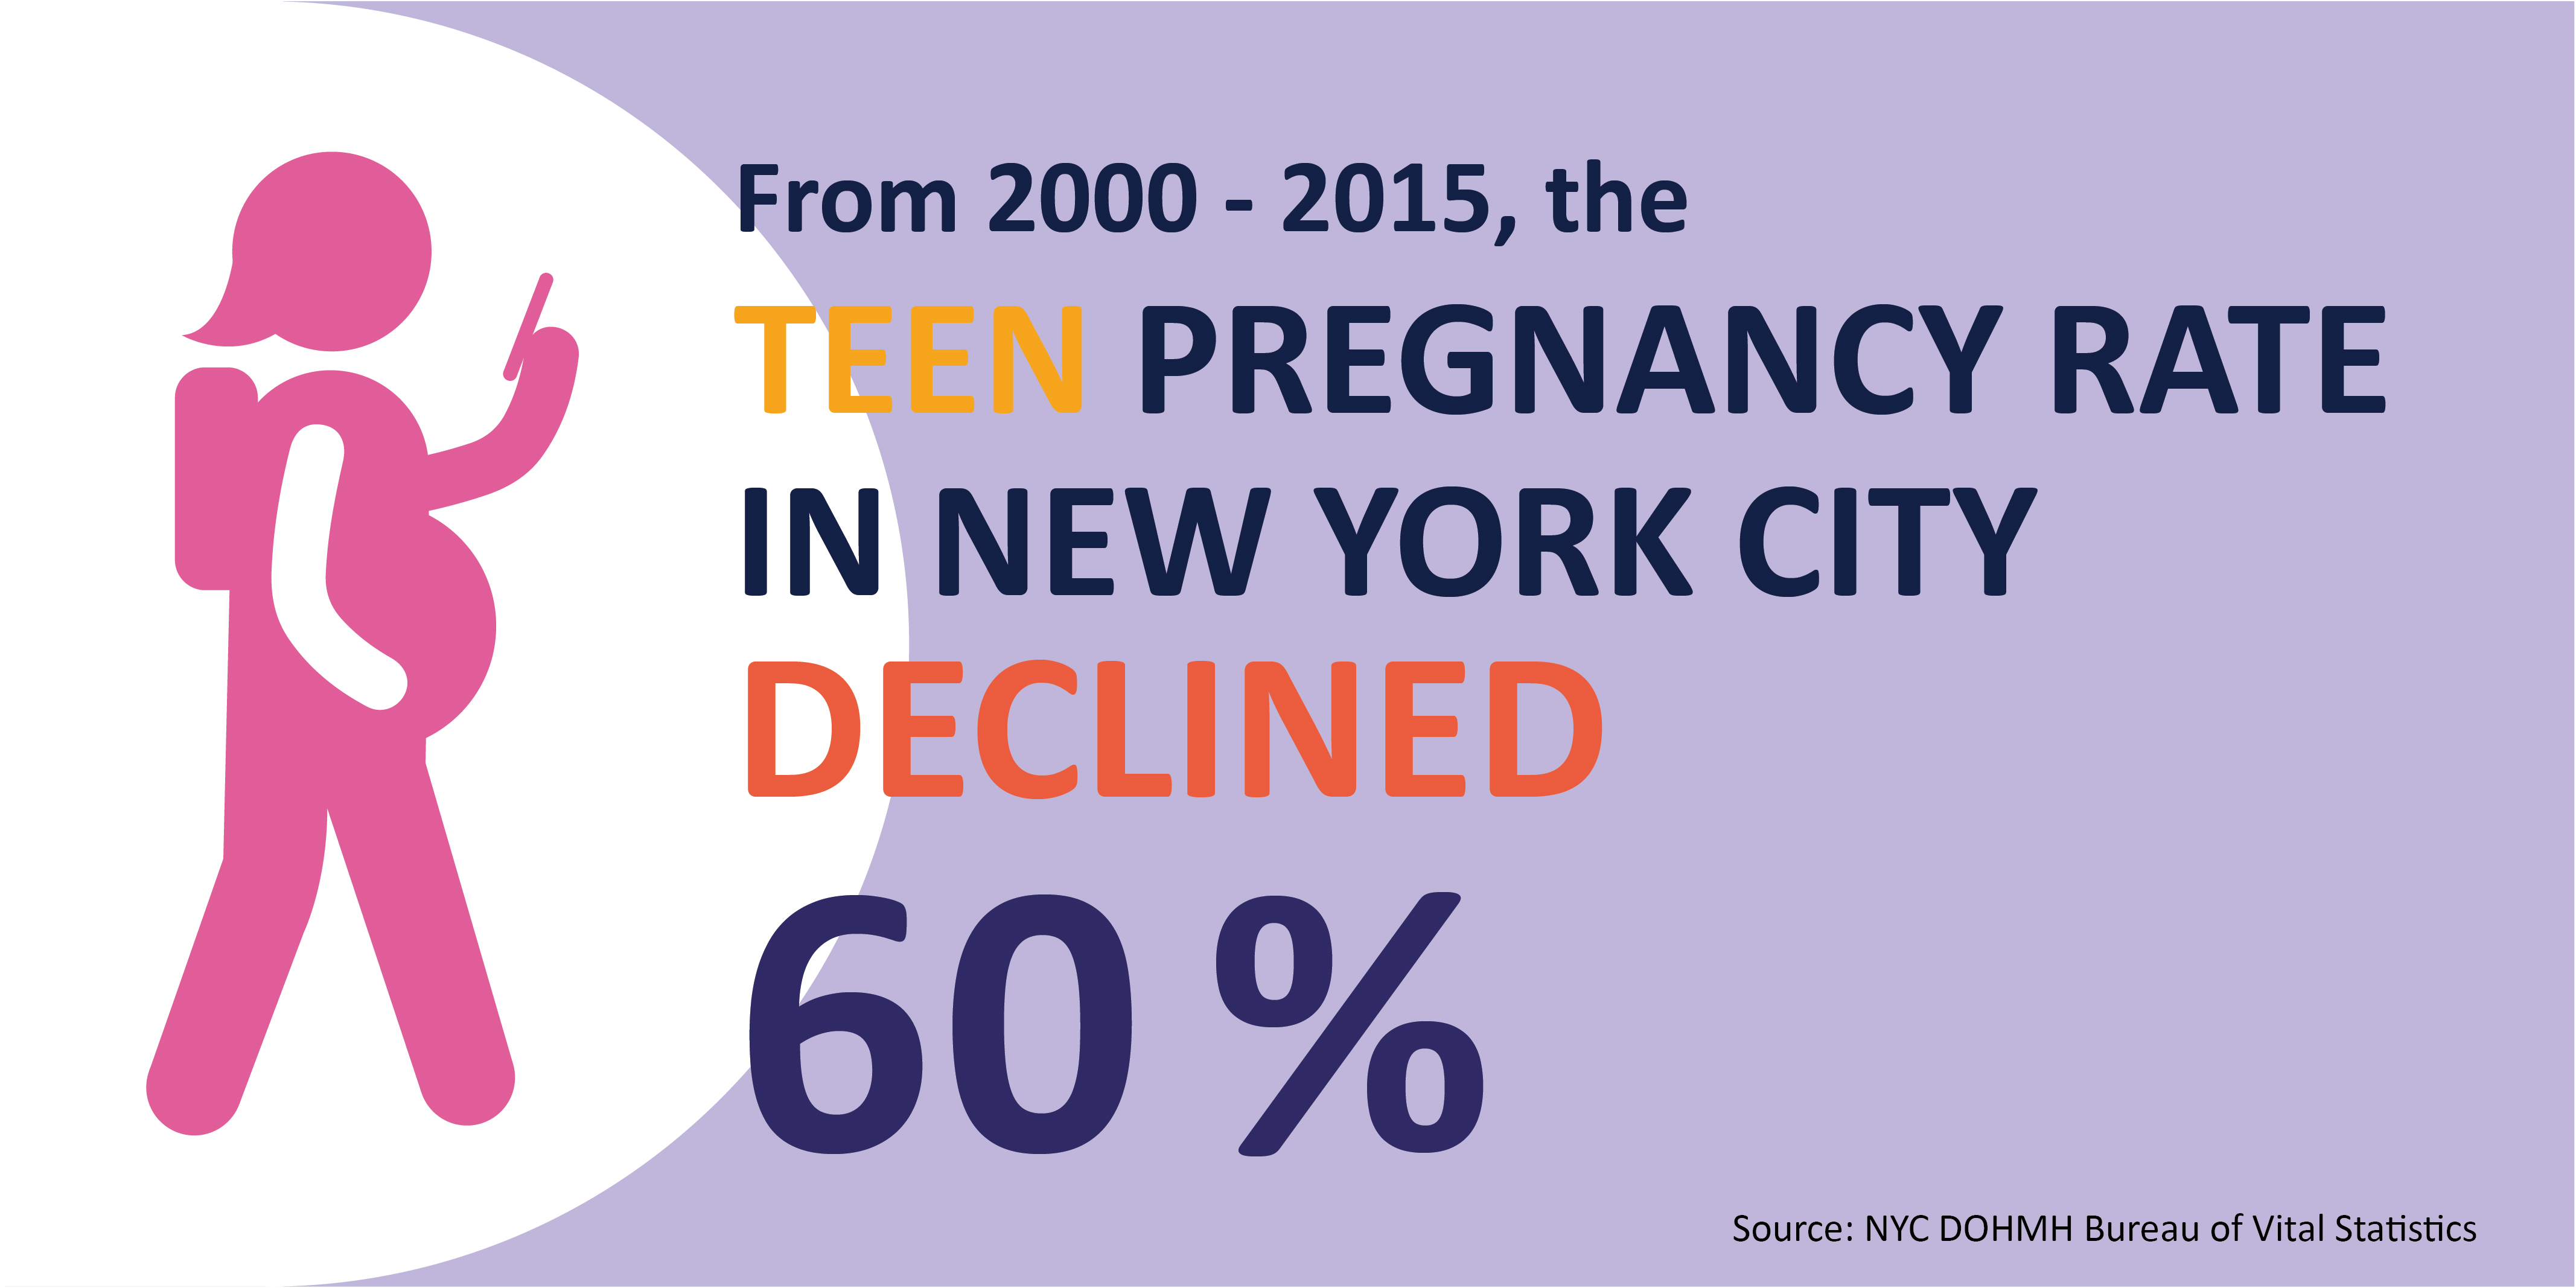 From 2000 - 2015, the
TEEN PREGNANCY RATE
IN NEW YORK CITY
DECLINED
60 %
Source: NYC DOHMH Bureau of Vital Statistics